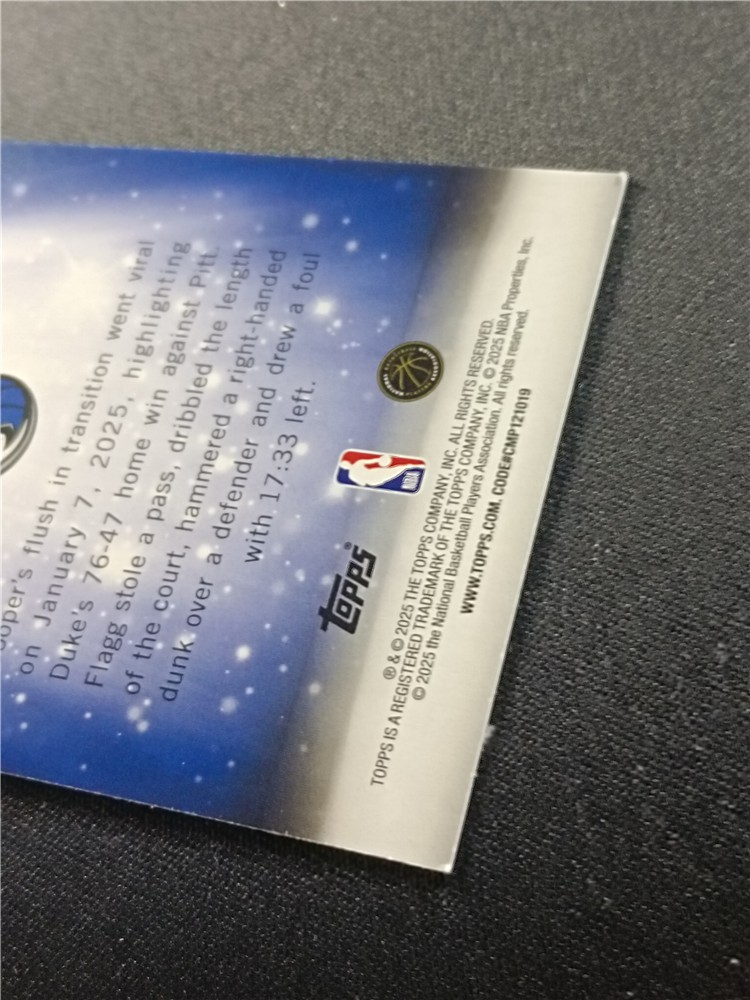 ooper's flush in transition went viral
on January 7, 2025, highlighting
Duke's 76-47 home win against Pitt.
Flagg stole a pass, dribbled the length
of the court, hammered a right-handed
dunk over a defender and drew a foul
with 17:33 left.
topps®
NBA
® & © 2025 THE TOPPS COMPANY, INC. ALL RIGHTS RESERVED.
TOPPS IS A REGISTERED TRADEMARK OF THE TOPPS COMPANY, INC. © 2025 NBA Properties, Inc.
© 2025 the National Basketball Players Association. All rights reserved.
WWW.TOPPS.COM. CODE#CMP121019